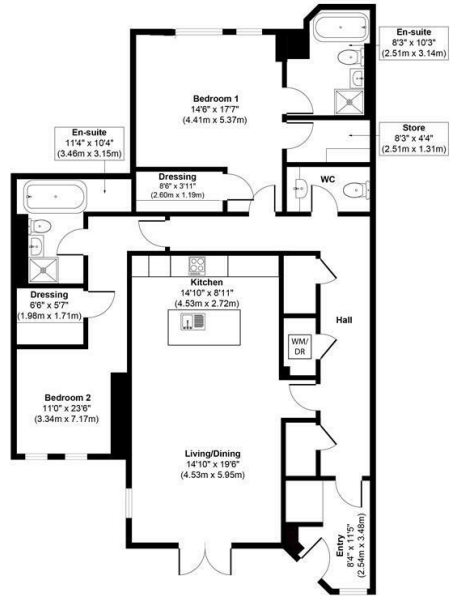 En-suite
8'3" x 10'3"
(2.51m x 3.14m)
Bedroom 1
14'6" x 17'7"
(4.41m x 5.37m)
Store
8'3" x 4'4"
(2.51m x 1.31m)
En-suite
11'4" x 10'4"
(3.46m x 3.15m)
Dressing
8'6" x 3'11"
(2.60m x 1.19m)
WC
Kitchen
14'10" x 8'11"
(4.53m x 2.72m)
Dressing
6'6" x 5'7"
(1.98m x 1.71m)
Hall
WM/
DR
Bedroom 2
11'0" x 23'6"
(3.34m x 7.17m)
Living/Dining
14'10" x 19'6"
(4.53m x 5.95m)
Entry
8'4" x 11'5"
(2.54m x 3.48m)